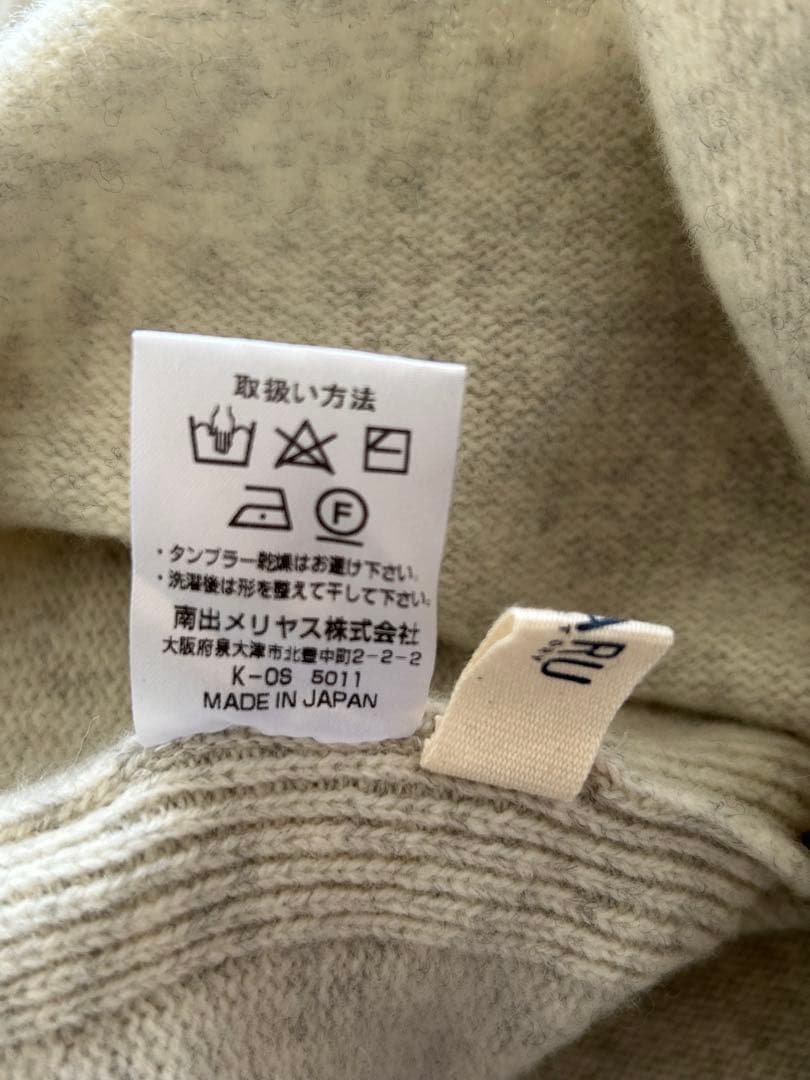 取扱い方法
F
・タンブラー乾燥はお避け下さい。
・洗濯後は形を整えて干して下さい。
南出メリヤス株式会社
大阪府泉大津市北豊中町2-2-2
K-OS 5011
MADE IN JAPAN
RU